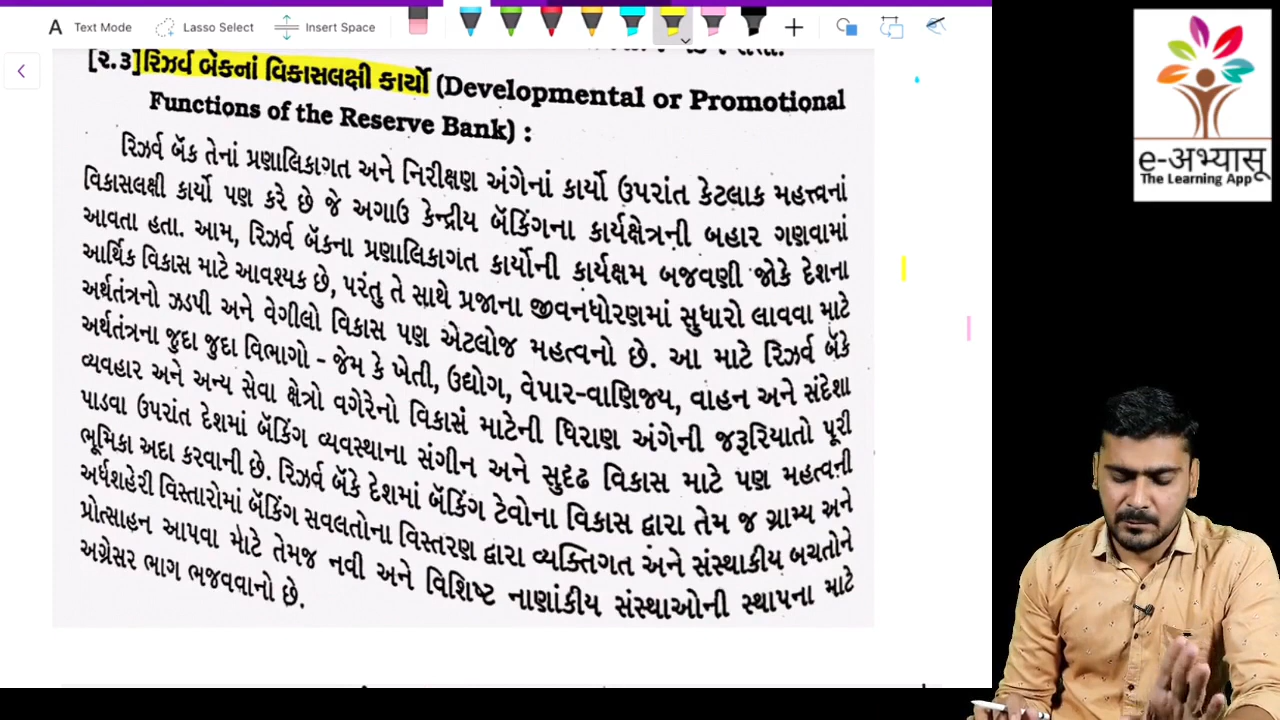 Text Mode
Lasso Select
Insert Space
[૨.૩] રિઝર્વ બેંકનાં વિકાસલક્ષી કાર્યો (Developmental or Promotional
Functions of the Reserve Bank) :
રિઝર્વ બૅંક તેનાં પ્રણાલિકાગત અને નિરીક્ષણ અંગેનાં કાર્યો ઉપરાંત કેટલાક મહત્ત્વનાં
વિકાસલક્ષી કાર્યો પણ કરે છે જે અગાઉ કેન્દ્રીય બૅંકિંગના કાર્યક્ષેત્રની બહાર ગણવામાં
આવતા હતા. આમ, રિઝર્વ બૅંકના પ્રણાલિકાગત કાર્યોની કાર્યક્ષમ બજવણી જોકે દેશના
આર્થિક વિકાસ માટે આવશ્યક છે, પરંતુ તે સાથે પ્રજાના જીવનધોરણમાં સુધારો લાવવા માટે
અર્થતંત્રનો ઝડપી અને વેગીલો વિકાસ પણ એટલોજ મહત્વનો છે. આ માટે રિઝર્વ બૅંકે
અર્થતંત્રના જુદા જુદા વિભાગો – જેમ કે ખેતી, ઉદ્યોગ, વેપાર-વાણિજ્ય, વાહન અને સંદેશા
વ્યવહાર અને અન્ય સેવા ક્ષેત્રો વગેરેનો વિકાસ માટેની ધિરાણ અંગેની જરૂરિયાતો પૂરી
પાડવા ઉપરાંત દેશમાં બૅંકિંગ વ્યવસ્થાના સંગીન અને સુદૃઢ વિકાસ માટે પણ મહત્વની
ભૂમિકા અદા કરવાની છે. રિઝર્વ બૅંકે દેશમાં બૅંકિંગ ટેવોના વિકાસ દ્વારા તેમ જ ગ્રામ્ય અને
અર્ધશહેરી વિસ્તારોમાં બૅંકિંગ સવલતોના વિસ્તરણ દ્વારા વ્યક્તિગત અને સંસ્થાકીય બચતોને
પ્રોત્સાહન આપવા માટે તેમજ નવી અને વિશિષ્ટ નાણાંકીય સંસ્થાઓની સ્થાપના માટે
અગ્રેસર ભાગ ભજવવાનો છે.
e-अभ्यासू
The Learning App